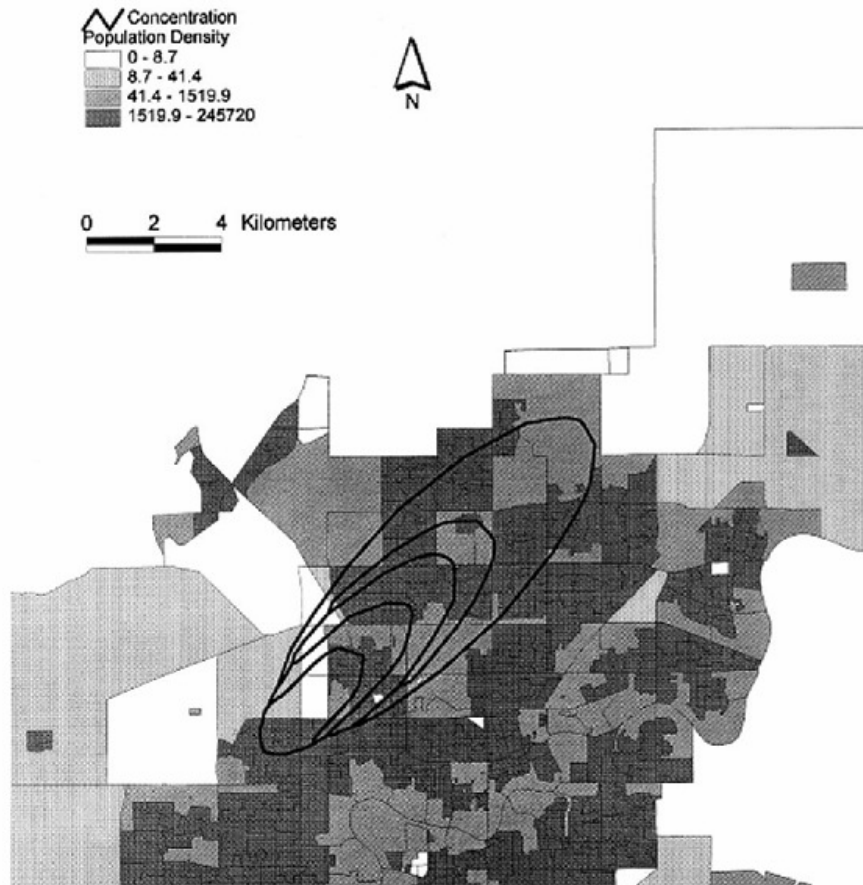 Concentration
Population Density
0 - 8.7
8.7 - 41.4
41.4 - 1519.9
1519.9 - 245720
N
0 2 4 Kilometers